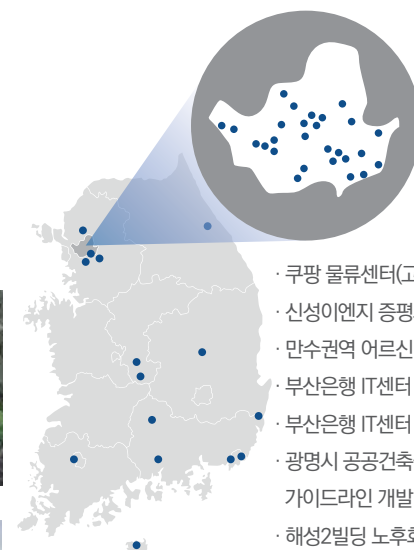 · 쿠팡 물류센터(고
· 신성이엔지 증평
· 만수권역 어르신
· 부산은행 IT센터
· 부산은행 IT센터
· 광명시 공공건축
가이드라인 개발
· 해성2빌딩 노후화